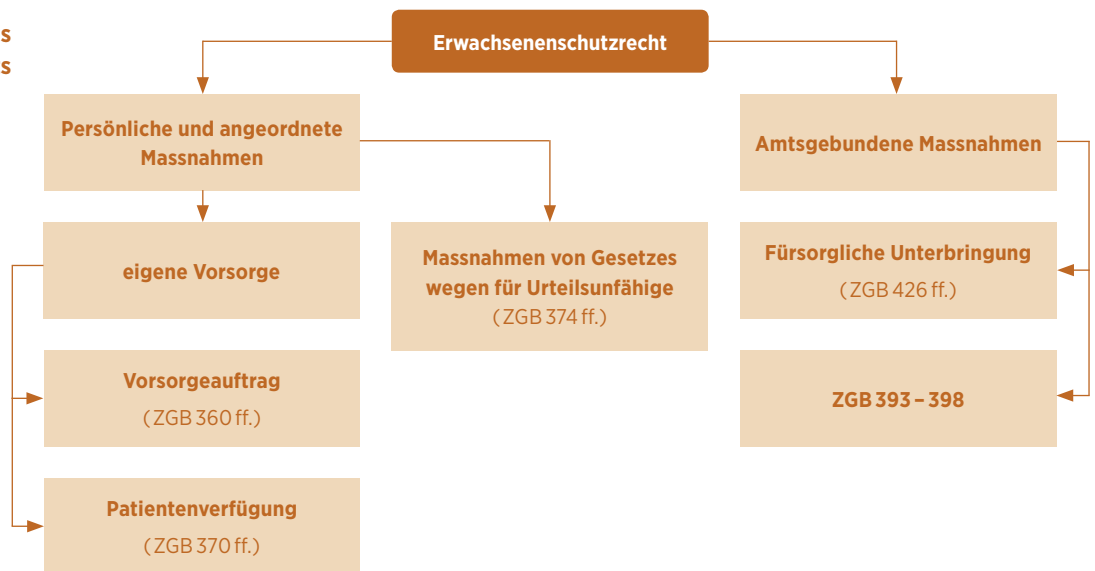 s
s
Erwachsenenschutzrecht
Persönliche und angeordnete
Massnahmen
Amtsgebundene Massnahmen
eigene Vorsorge
Massnahmen von Gesetzes
wegen für Urteilsunfähige
(ZGB 374 ff.)
Fürsorgliche Unterbringung
(ZGB 426 ff.)
Vorsorgeauftrag
(ZGB 360 ff.)
ZGB 393 – 398
Patientenverfügung
(ZGB 370 ff.)